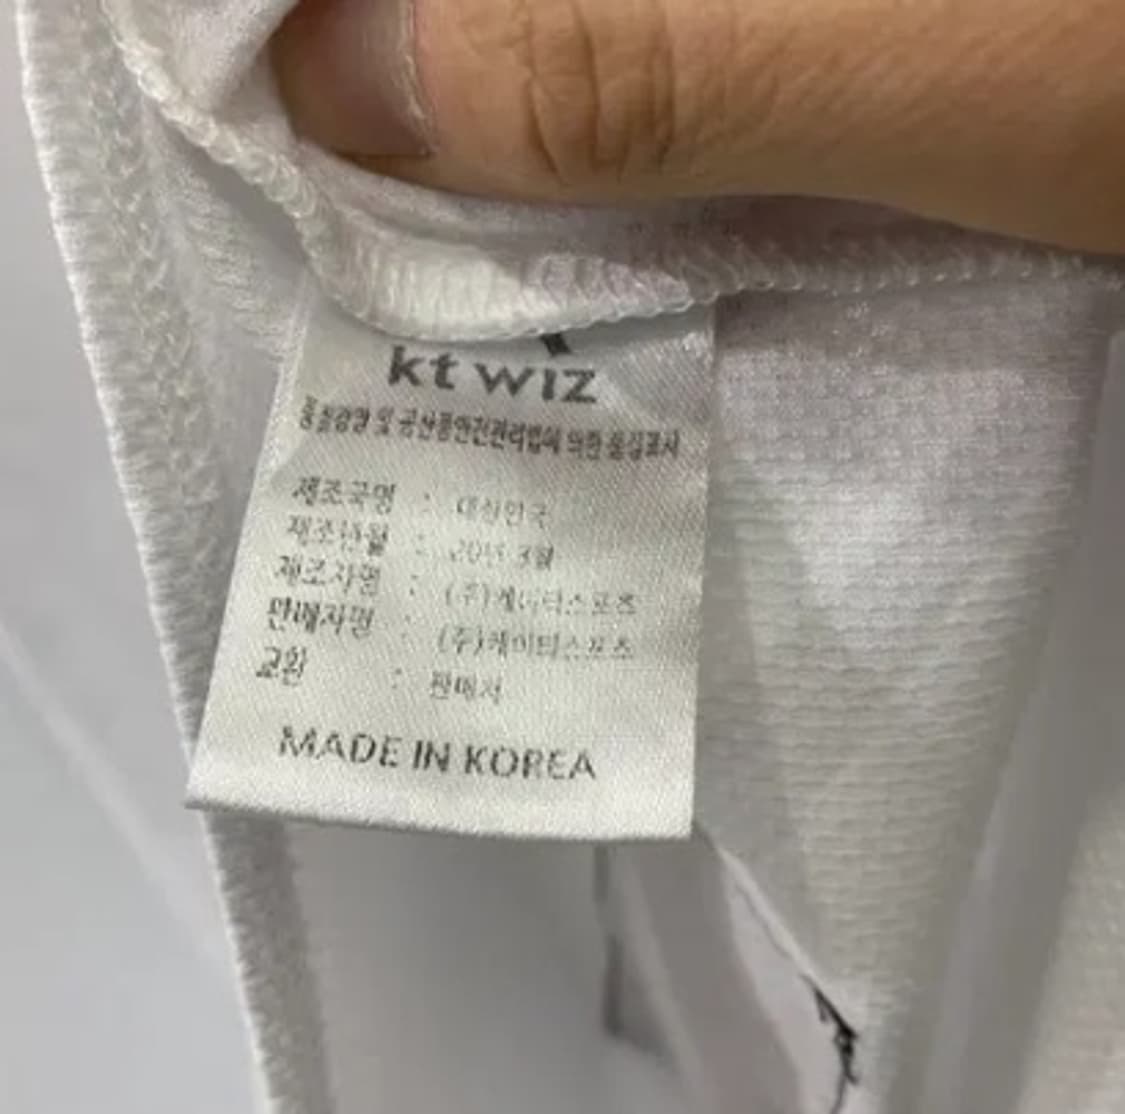 kt wiz
품질경영 및 공산품안전관리법에 의한 품질표시
제조국명 : 대한민국
제조년월 : 3월
제조자명 : (주)케이티스포츠
판매자명 : (주)케이티스포츠
교환 : 판매처
MADE IN KOREA